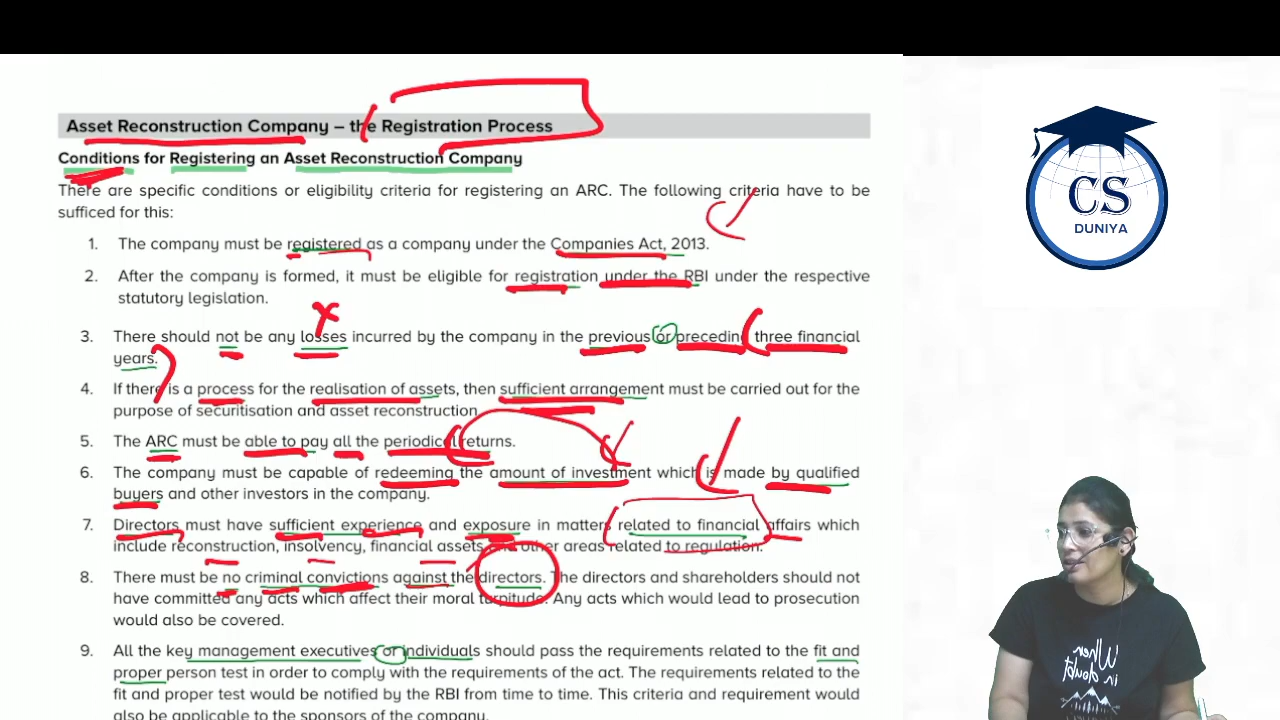 Asset Reconstruction Company – the Registration Process
Conditions for Registering an Asset Reconstruction Company
There are specific conditions or eligibility criteria for registering an ARC. The following criteria have to be
sufficed for this:
1. The company must be registered as a company under the Companies Act, 2013.
2. After the company is formed, it must be eligible for registration under the RBI under the respective
statutory legislation.
3. There should not be any losses incurred by the company in the previous or preceding three financial
years.
4. If there is a process for the realisation of assets, then sufficient arrangement must be carried out for the
purpose of securitisation and asset reconstruction
5. The ARC must be able to pay all the periodical returns.
6. The company must be capable of redeeming the amount of investment which is made by qualified
buyers and other investors in the company.
7. Directors must have sufficient experience and exposure in matters related to financial affairs which
include reconstruction, insolvency, financial assets and other areas related to regulation.
8. There must be no criminal convictions against the directors. The directors and shareholders should not
have committed any acts which affect their moral turpitude. Any acts which would lead to prosecution
would also be covered.
9. All the key management executives or individuals should pass the requirements related to the fit and
proper person test in order to comply with the requirements of the act. The requirements related to the
fit and proper test would be notified by the RBI from time to time. This criteria and requirement would
also be applicable to the sponsors of the company.
CS
DUNIYA
When
in doubt